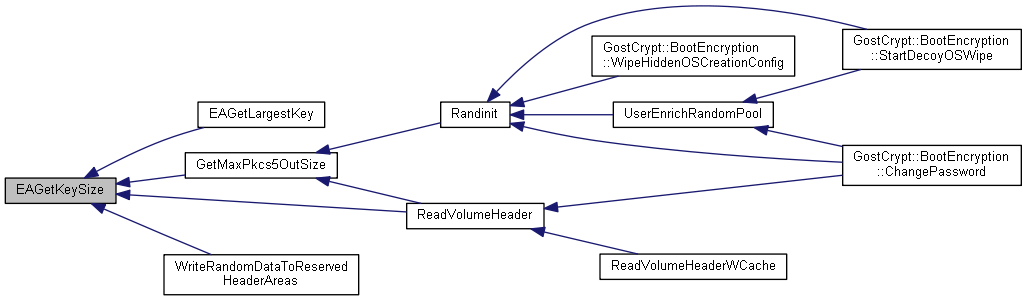 EAGetKeySize
EAGetLargestKey
GetMaxPkcs5OutSize
ReadVolumeHeader
WriteRandomDataToReserved
HeaderAreas
Randinit
GostCrypt::BootEncryption
::WipeHiddenOSCreationConfig
UserEnrichRandomPool
GostCrypt::BootEncryption
::StartDecoyOSWipe
GostCrypt::BootEncryption
::ChangePassword
ReadVolumeHeaderWCache